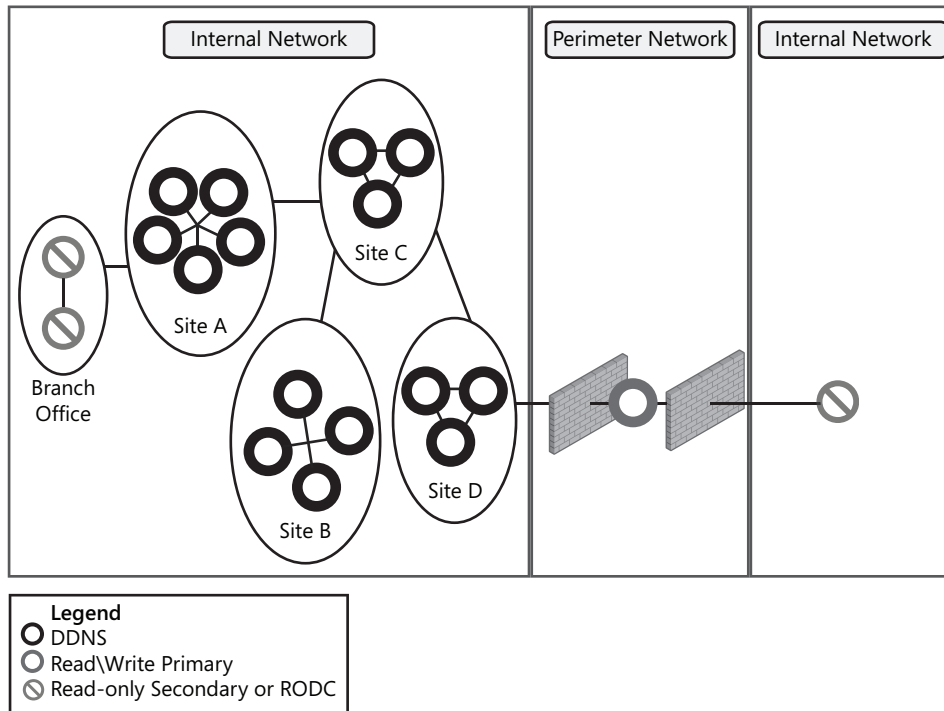 Internal Network
Perimeter Network
Internal Network
Site C
Site A
Branch
Office
Site B
Site D
Legend
DDNS
Read\Write Primary
Read-only Secondary or RODC